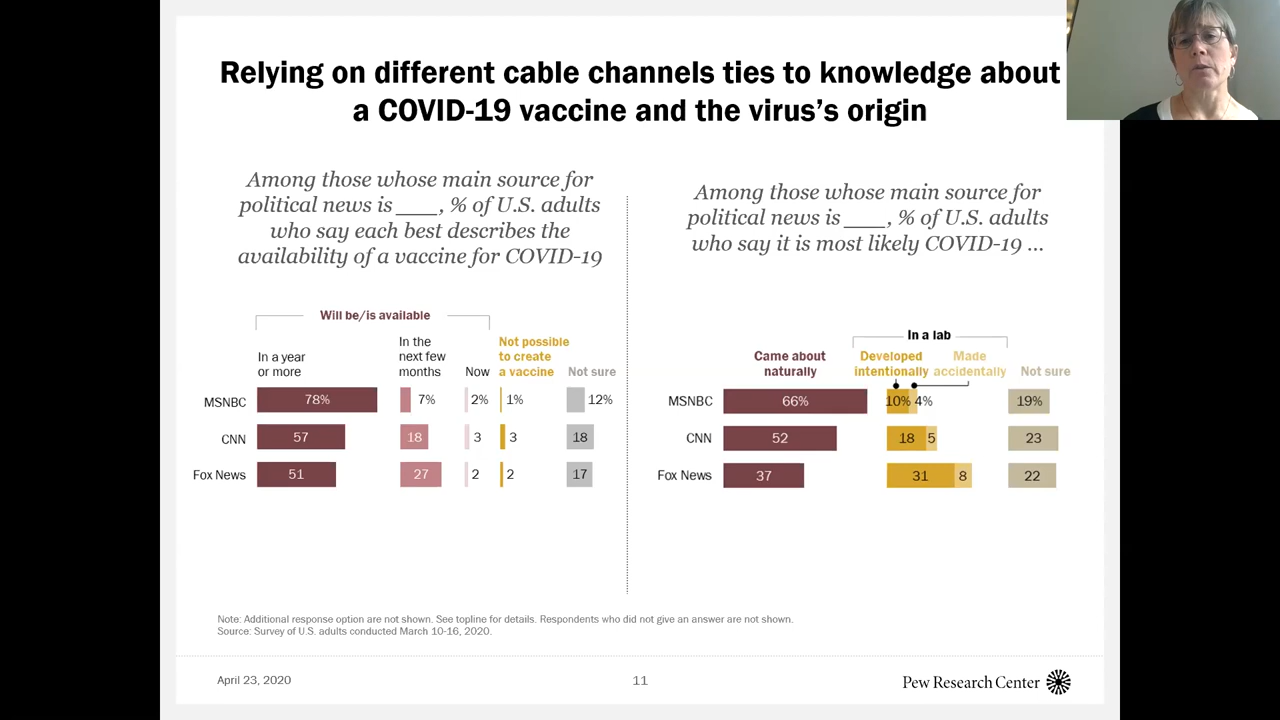 Relying on different cable channels ties to knowledge about
a COVID-19 vaccine and the virus's origin
Among those whose main source for
political news is ___, % of U.S. adults
who say each best describes the
availability of a vaccine for COVID-19
Will be/is available
In a year
or more
In the
next few
months
Now
Not possible
to create
a vaccine
Not sure
MSNBC 78% 7% 2% 1% 12%
CNN 57 18 3 3 18
Fox News 51 27 2 2 17
Among those whose main source for
political news is ___, % of U.S. adults
who say it is most likely COVID-19 ...
In a lab
Came about
naturally
Developed
intentionally
Made
accidentally
Not sure
MSNBC 66% 10% 4% 19%
CNN 52 18 5 23
Fox News 37 31 8 22
Note: Additional response option are not shown. See topline for details. Respondents who did not give an answer are not shown.
Source: Survey of U.S. adults conducted March 10-16, 2020.
April 23, 2020
11
Pew Research Center